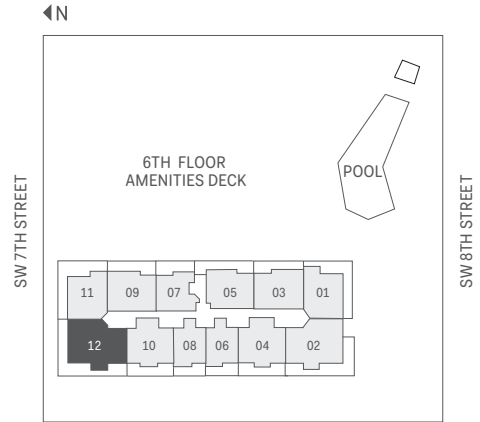 N
6TH FLOOR
AMENITIES DECK
POOL
SW 7TH STREET
SW 8TH STREET
11 09 07 05 03 01
12 10 08 06 04 02